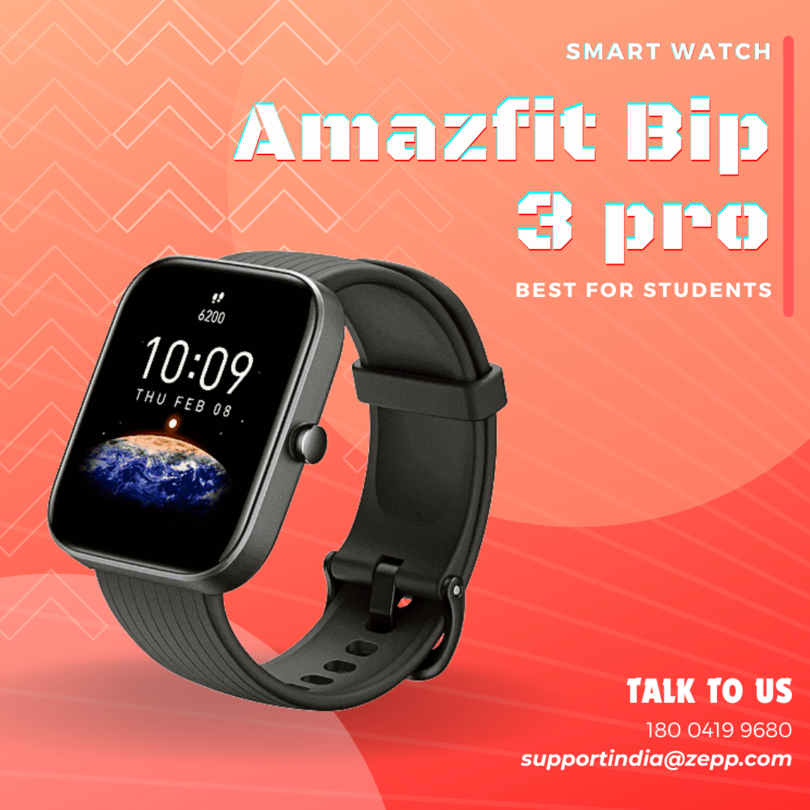 SMART WATCH
Amazfit Bip
3 pro
BEST FOR STUDENTS
6200
10:09
THU FEB 08
TALK TO US
180 0419 9680
supportindia@zepp.com